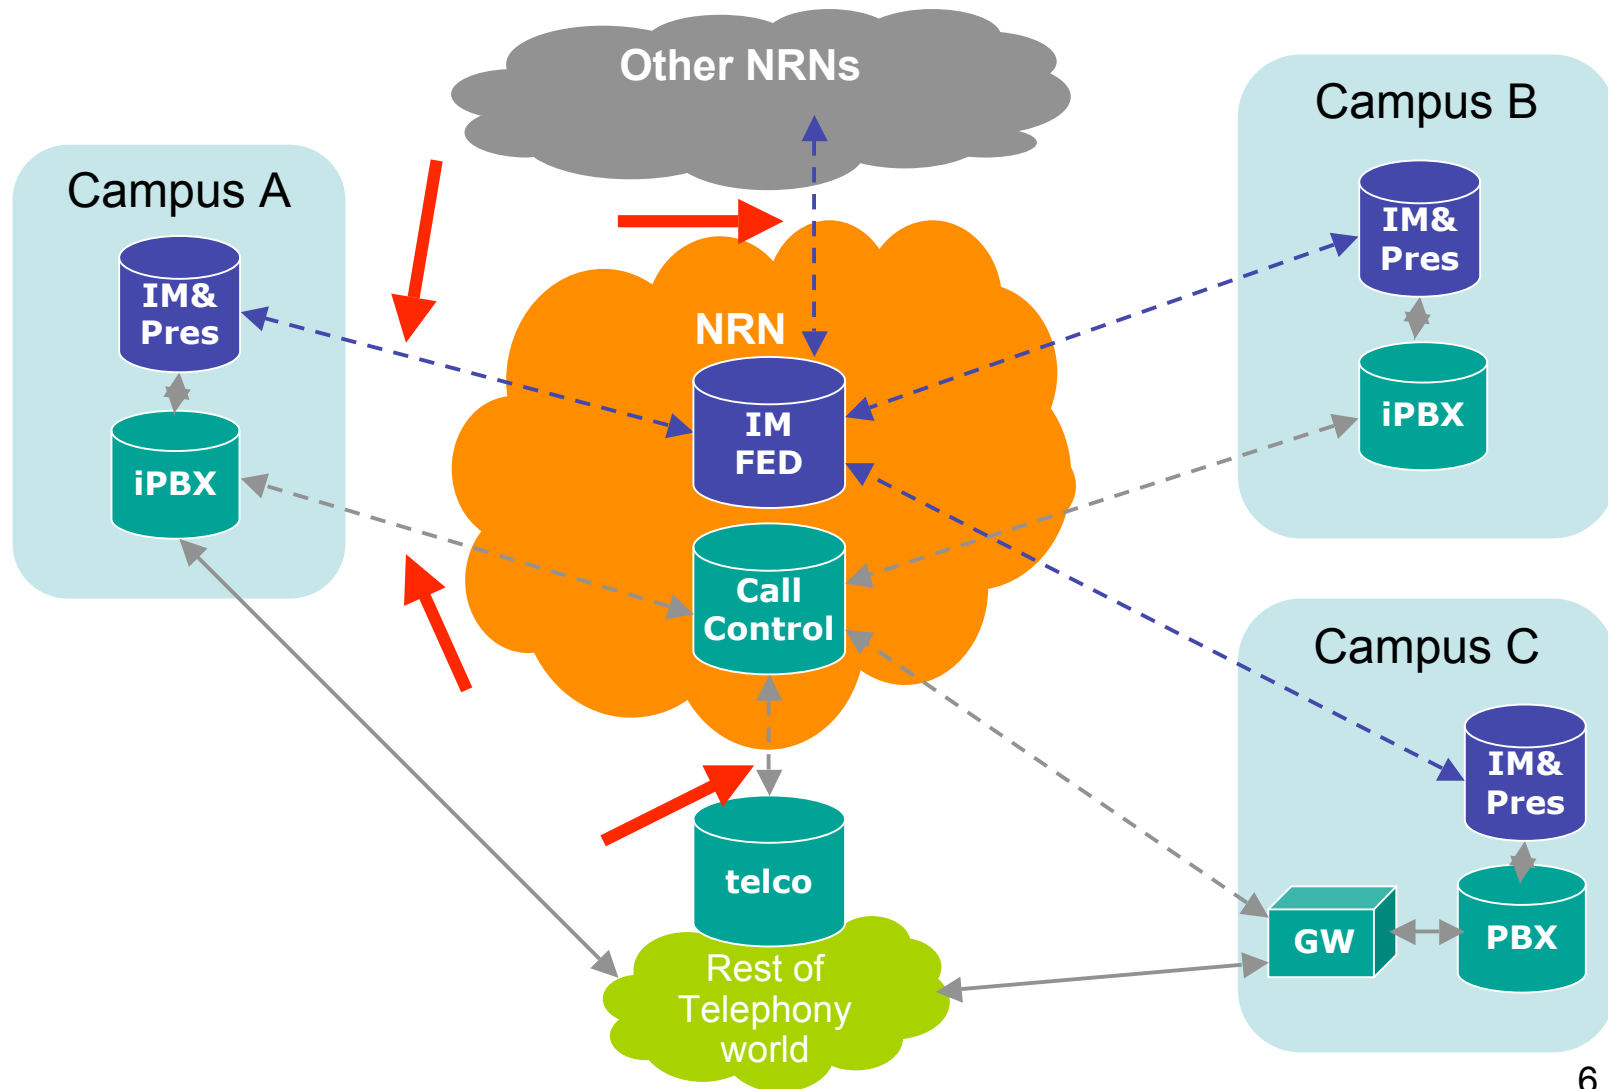 Other NRNs
Campus A
IM&
Pres
iPBX
NRN
IM
FED
Call
Control
telco
Rest of
Telephony
world
Campus B
IM&
Pres
iPBX
Campus C
IM&
Pres
GW
PBX
6